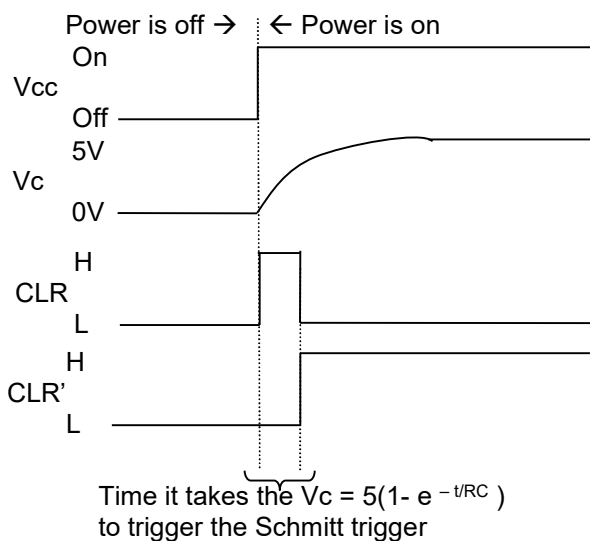 Power is off → ← Power is on
On
Vcc
Off
5V
Vc
0V
H
CLR
L
H
CLR’
L
Time it takes the Vc = 5(1- e – t/RC )
to trigger the Schmitt trigger